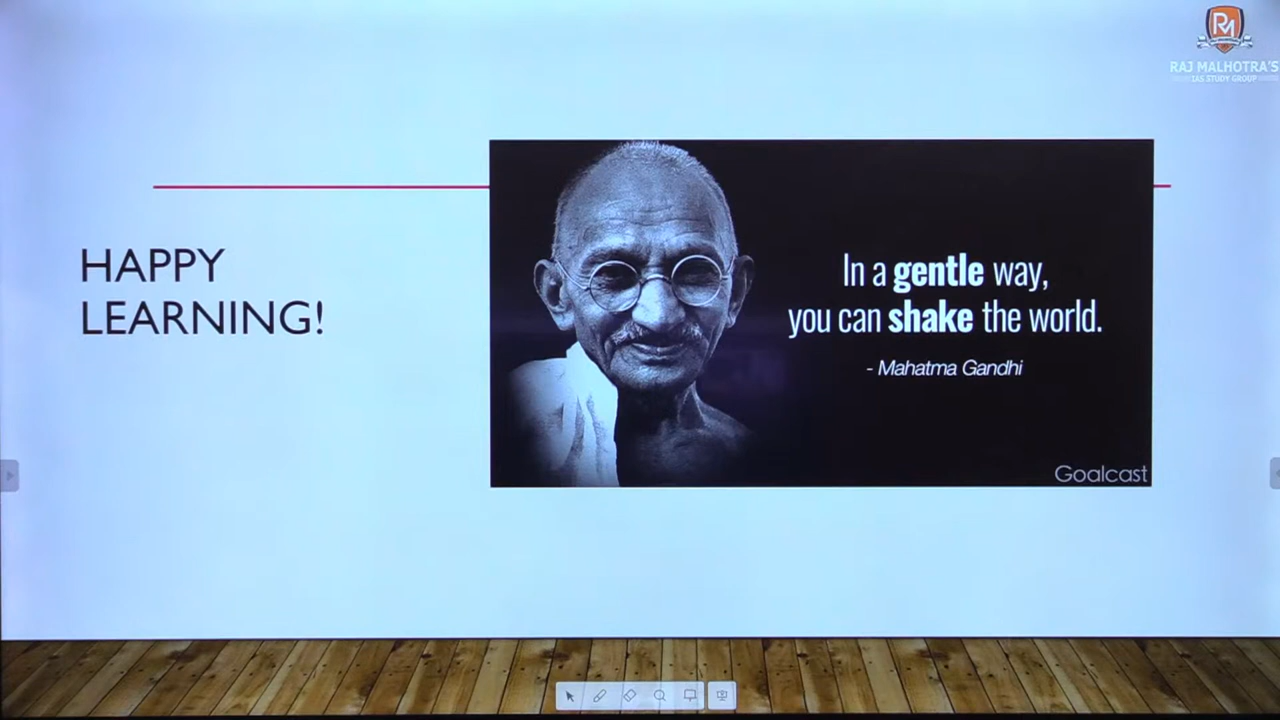 RAJ MALHOTRA'S
IAS STUDY GROUP
HAPPY
LEARNING!
In a gentle way,
you can shake the world.
- Mahatma Gandhi
Goalcast